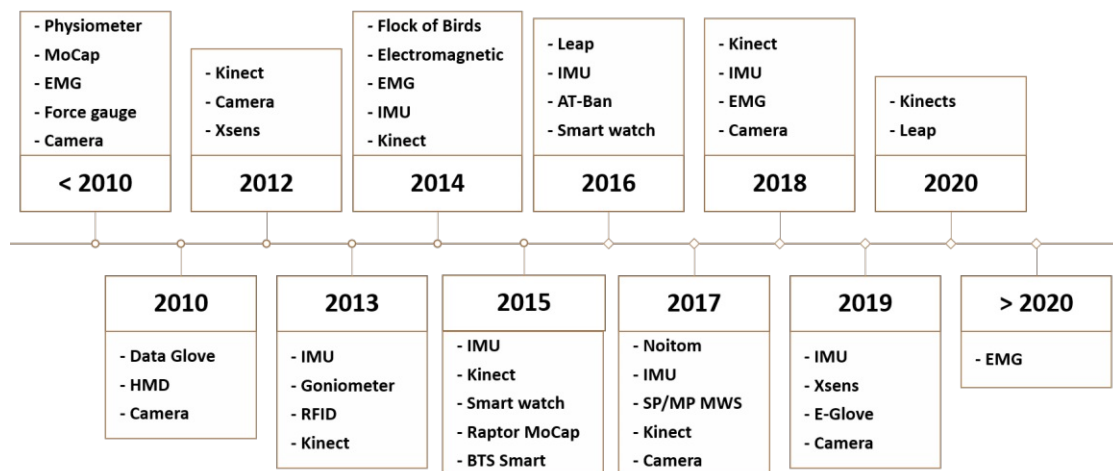 - Physiometer
- MoCap
- EMG
- Force gauge
- Camera
< 2010
- Kinect
- Camera
- Xsens
2012
- Flock of Birds
- Electromagnetic
- EMG
- IMU
- Kinect
2014
- Leap
- IMU
- AT-Ban
- Smart watch
2016
- Kinect
- IMU
- EMG
- Camera
2018
- Kinects
- Leap
2020
2010
- Data Glove
- HMD
- Camera
2013
- IMU
- Goniometer
- RFID
- Kinect
2015
- IMU
- Kinect
- Smart watch
- Raptor MoCap
- BTS Smart
2017
- Noitom
- IMU
- SP/MP MWS
- Kinect
- Camera
2019
- IMU
- Xsens
- E-Glove
- Camera
> 2020
- EMG